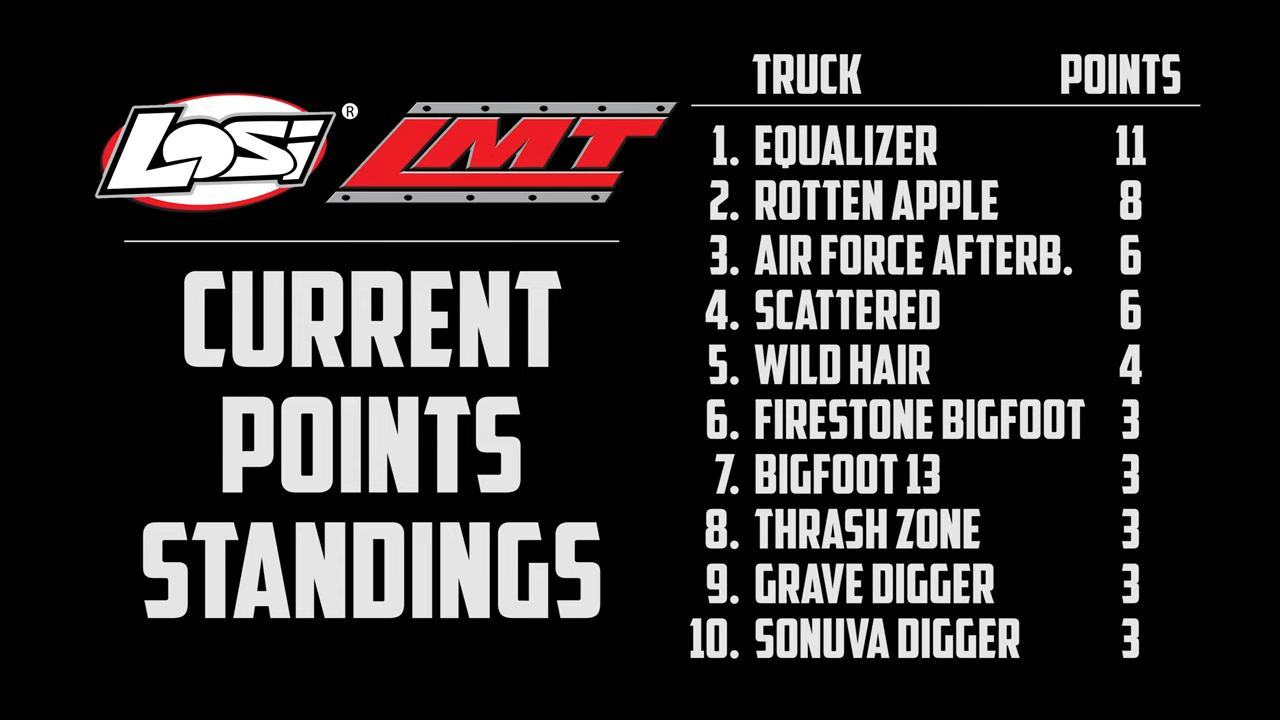 LOSi®
LMT
CURRENT
POINTS
STANDINGS
TRUCK POINTS
1. EQUALIZER 11
2. ROTTEN APPLE 8
3. AIR FORCE AFTERB. 6
4. SCATTERED 6
5. WILD HAIR 4
6. FIRESTONE BIGFOOT 3
7. BIGFOOT 13 3
8. THRASH ZONE 3
9. GRAVE DIGGER 3
10. SONUVA DIGGER 3